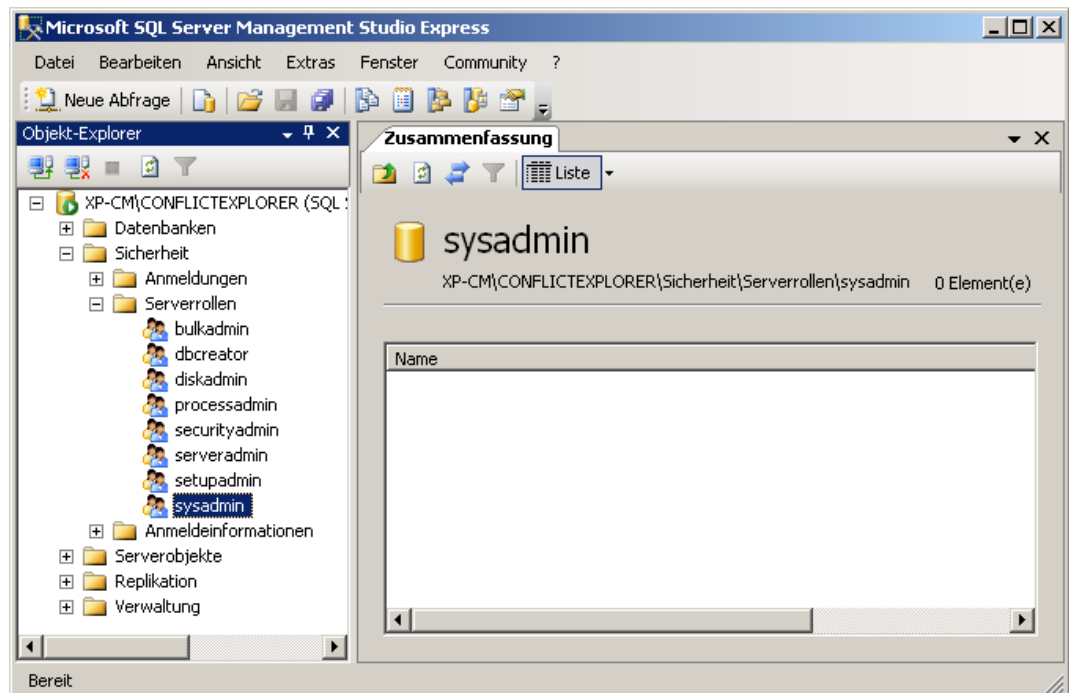 Microsoft SQL Server Management Studio Express
Datei Bearbeiten Ansicht Extras Fenster Community ?
Neue Abfrage
Objekt-Explorer
XP-CM\CONFLICTEXPLORER (SQL S
Datenbanken
Sicherheit
Anmeldungen
Serverrollen
bulkadmin
dbcreator
diskadmin
processadmin
securityadmin
serveradmin
setupadmin
sysadmin
Anmeldeinformationen
Serverobjekte
Replikation
Verwaltung
Zusammenfassung
Liste
sysadmin
XP-CM\CONFLICTEXPLORER\Sicherheit\Serverrollen\sysadmin 0 Element(e)
Name
Bereit